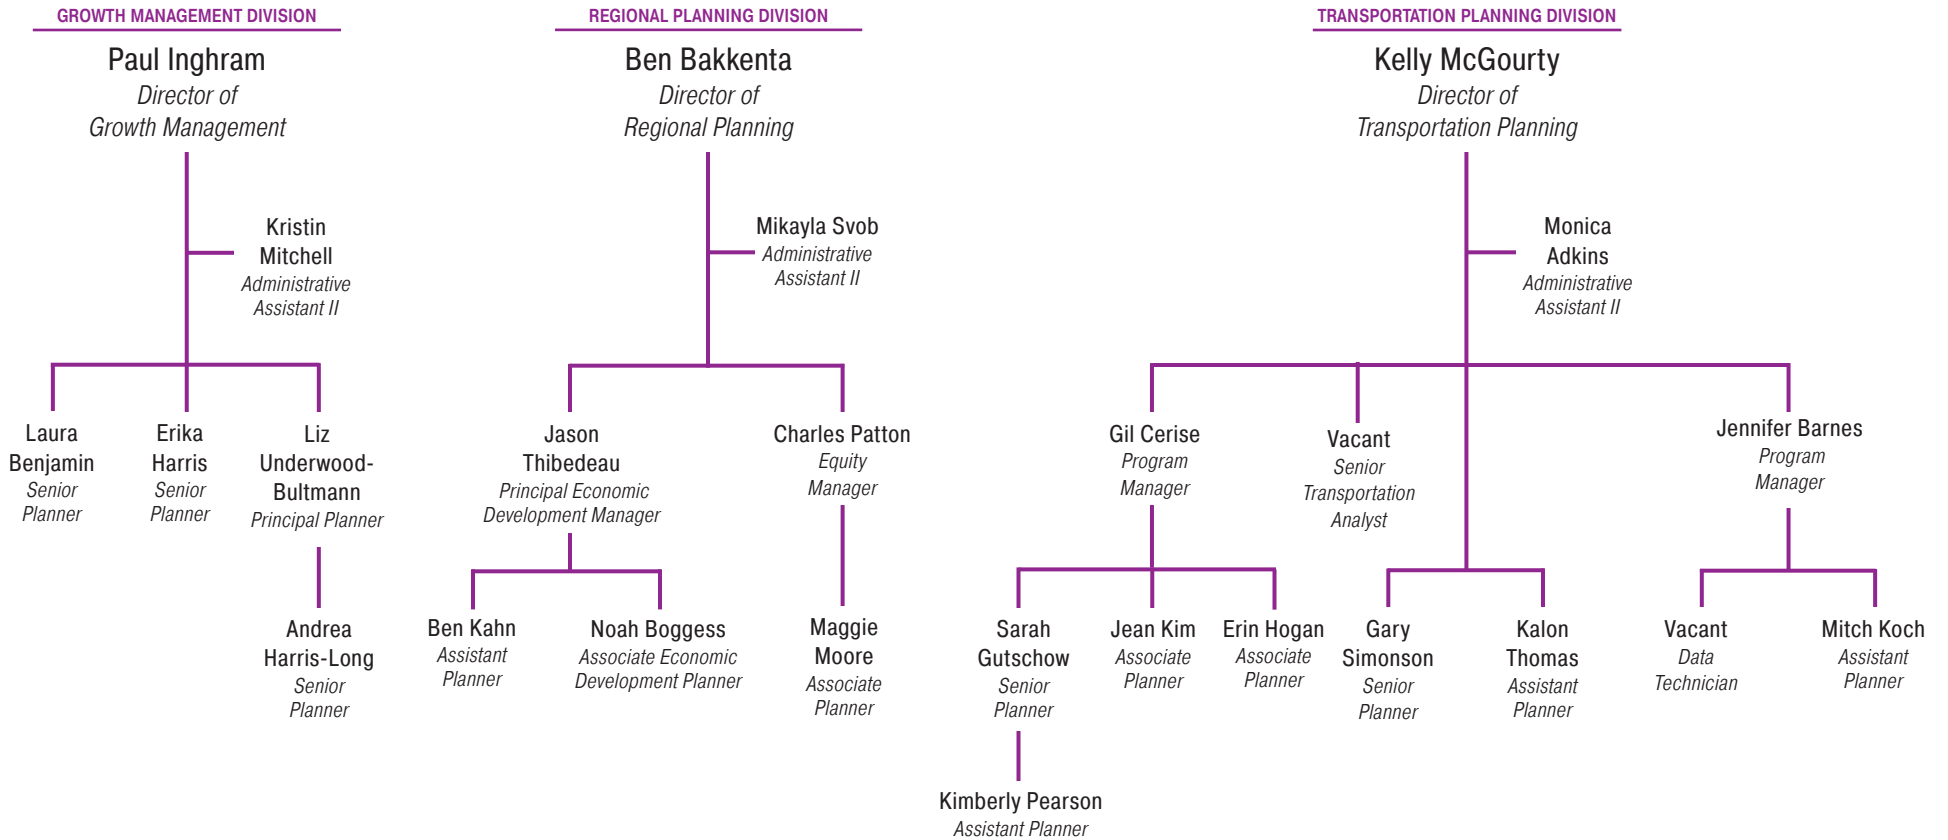 GROWTH MANAGEMENT DIVISION
Paul Inghram
Director of
Growth Management
Kristin
Mitchell
Administrative
Assistant II
Laura
Benjamin
Senior
Planner
Erika
Harris
Senior
Planner
Liz
Underwood-
Bultmann
Principal Planner
Andrea
Harris-Long
Senior
Planner
REGIONAL PLANNING DIVISION
Ben Bakkenta
Director of
Regional Planning
Mikayla Svob
Administrative
Assistant II
Jason
Thibedeau
Principal Economic
Development Manager
Charles Patton
Equity
Manager
Ben Kahn
Assistant
Planner
Noah Boggess
Associate Economic
Development Planner
Maggie
Moore
Associate
Planner
TRANSPORTATION PLANNING DIVISION
Kelly McGourty
Director of
Transportation Planning
Monica
Adkins
Administrative
Assistant II
Gil Cerise
Program
Manager
Vacant
Senior
Transportation
Analyst
Jennifer Barnes
Program
Manager
Sarah
Gutschow
Senior
Planner
Jean Kim
Associate
Planner
Erin Hogan
Associate
Planner
Gary
Simonson
Senior
Planner
Kalon
Thomas
Assistant
Planner
Vacant
Data
Technician
Mitch Koch
Assistant
Planner
Kimberly Pearson
Assistant Planner